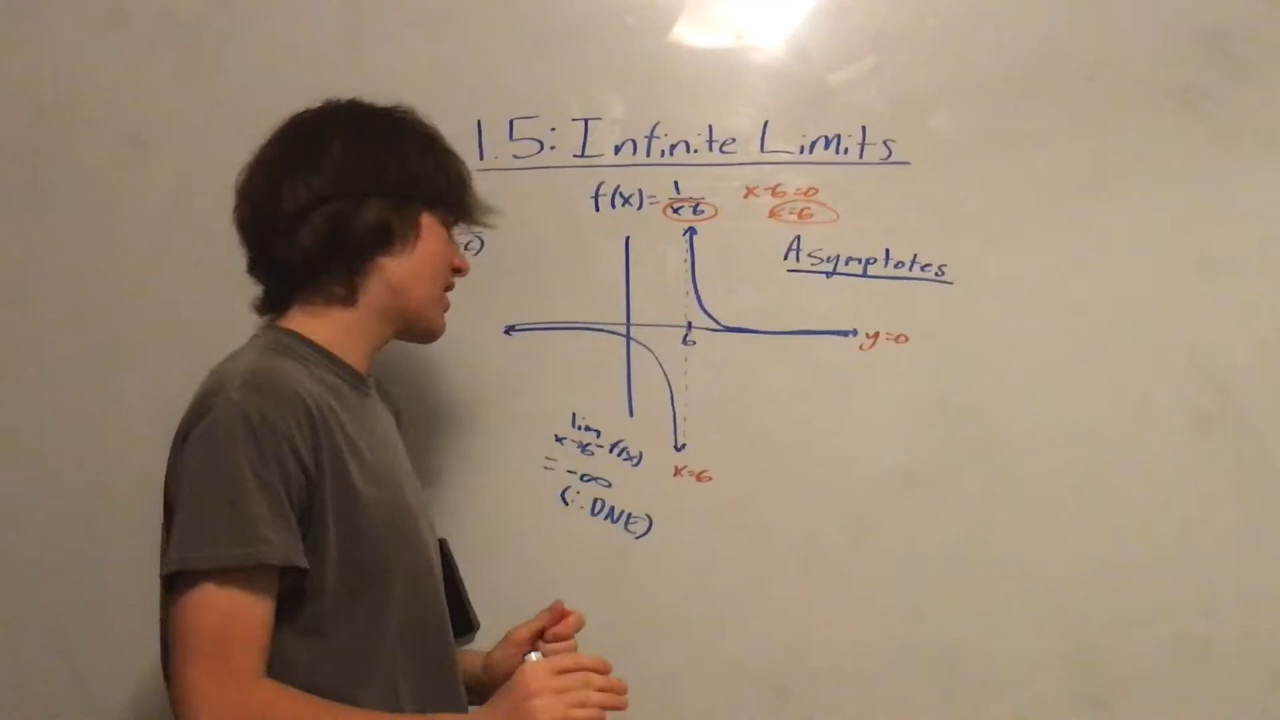 1.5: Infinite Limits
f(x)= 1/x-6
x-6=0
x=6
Asymptotes
6
y=0
lim
x→6⁻ f(x)
= -∞
(∴DNE)
x=6